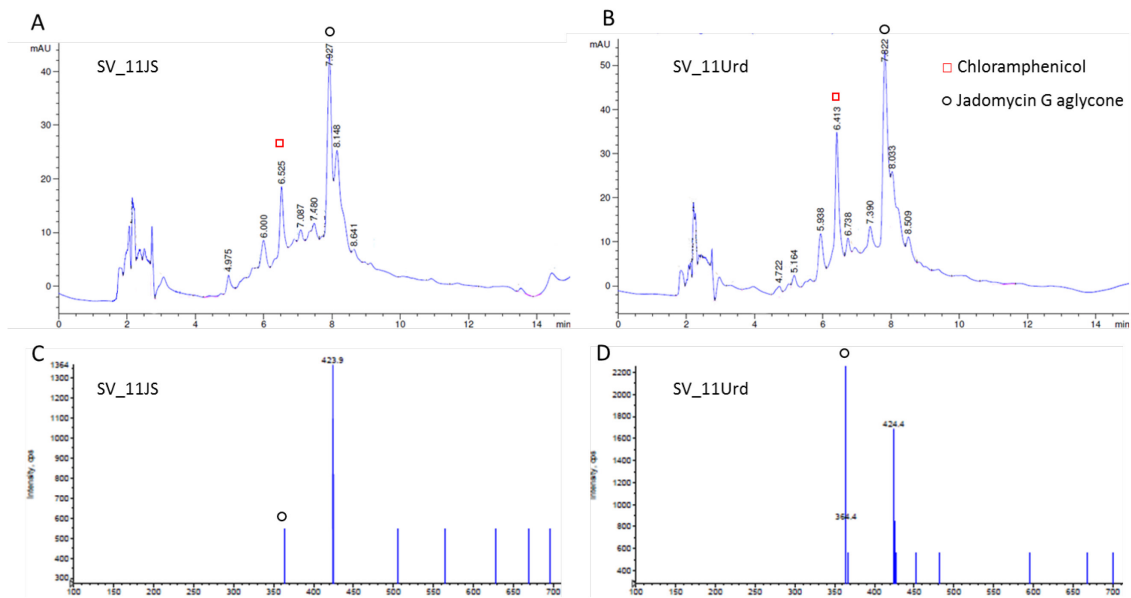 A
mAU
SV_11JS
40
30
20
10
0
4.975
6.000
6.525
7.087
7.480
7.927
8.148
8.641
0 2 4 6 8 10 12 14 min
B
mAU
SV_11Urd
Chloramphenicol
Jadomycin G aglycone
50
40
30
20
10
0
4.722
5.164
5.938
6.413
6.738
7.390
7.822
8.033
8.509
0 2 4 6 8 10 12 14 min
C
SV_11JS
Intensity, cps
1364
1300
1200
1100
1000
900
800
700
600
500
400
300
423.9
100 150 200 250 300 350 400 450 500 550 600 650 700
D
SV_11Urd
Intensity, cps
2200
2000
1800
1600
1400
1200
1000
800
600
400
364.4
424.4
100 150 200 250 300 350 400 450 500 550 600 650 700